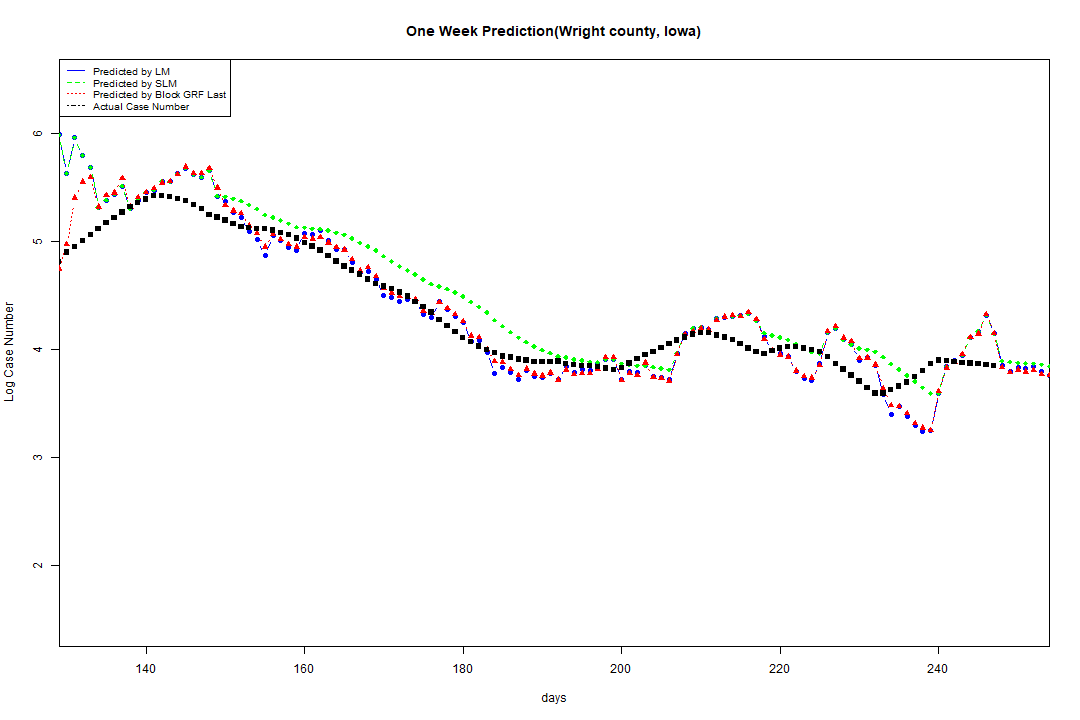 One Week Prediction(Wright county, Iowa)
Predicted by LM
Predicted by SLM
Predicted by Block GRF Last
Actual Case Number
6
5
4
3
2
Log Case Number
140 160 180 200 220 240
days